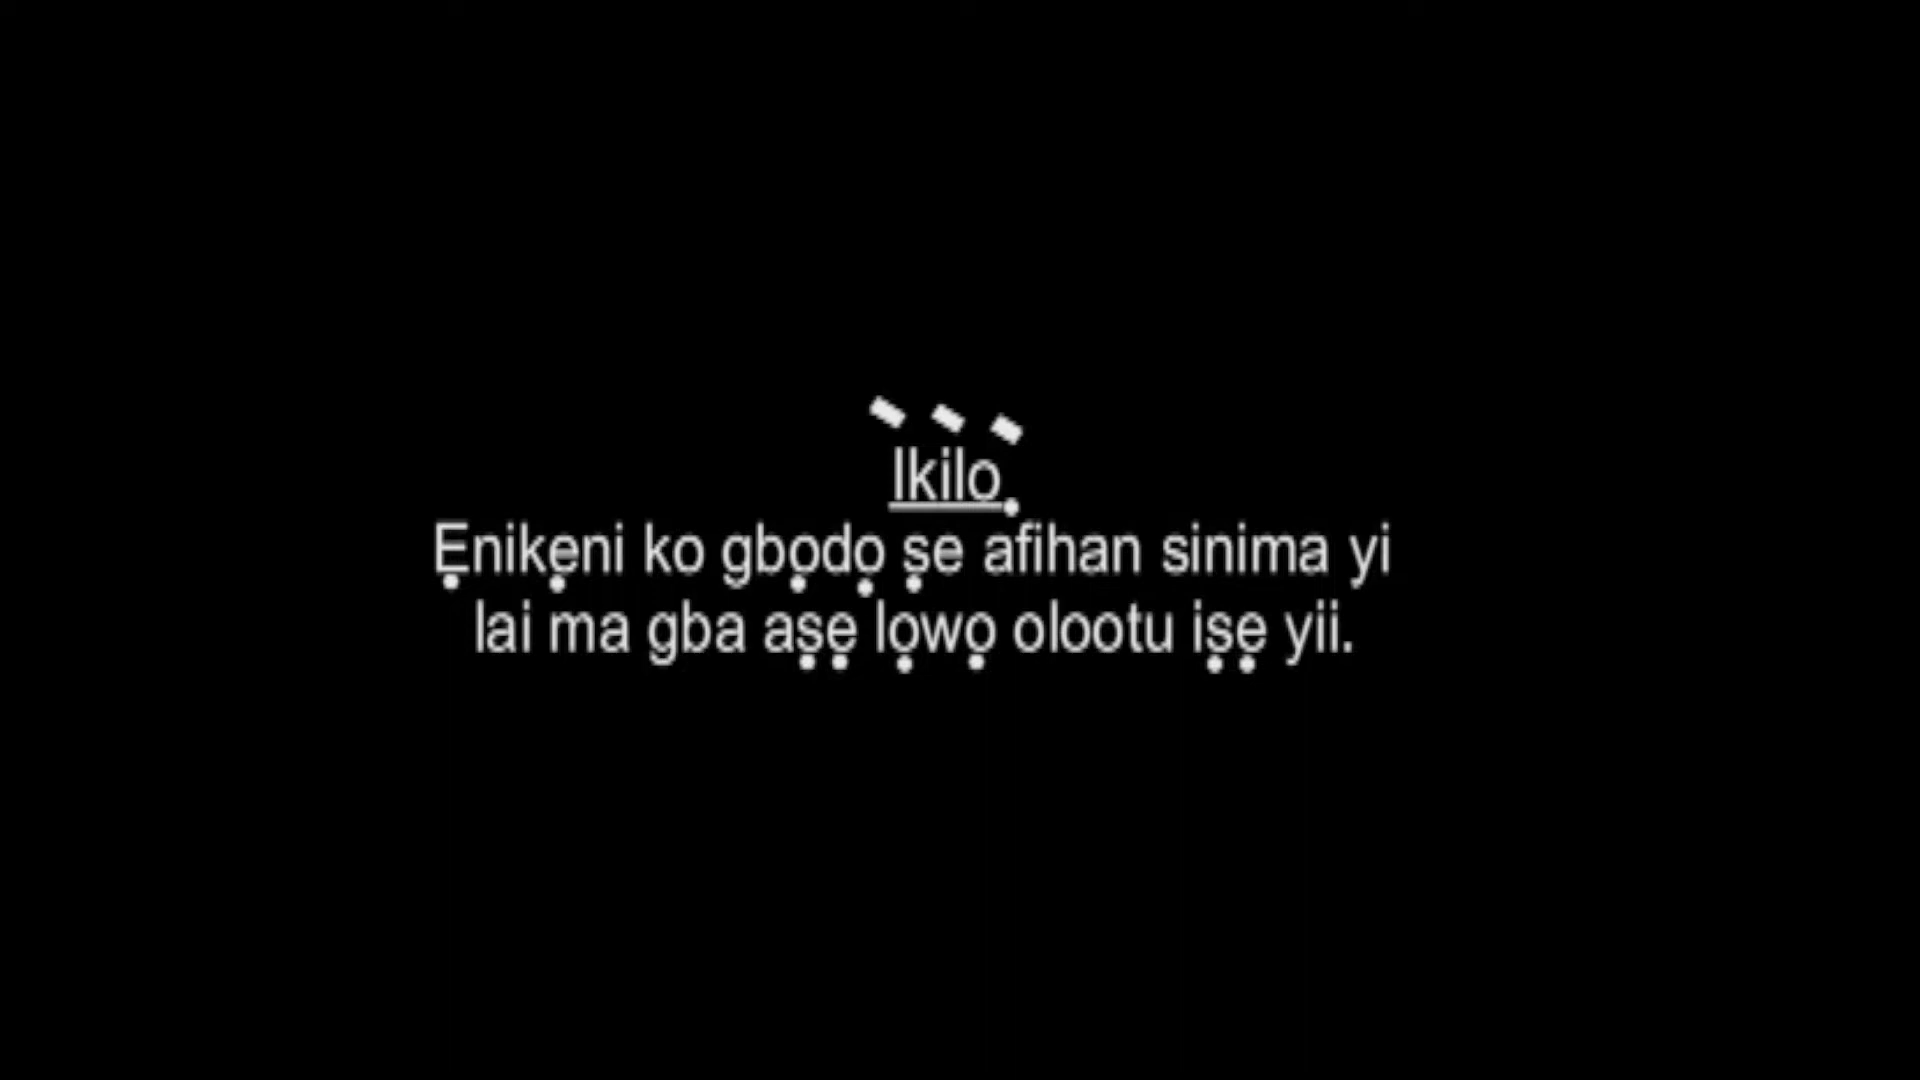 Ìkìlọ̀
Ẹnikẹni ko gbọdọ ṣe afihan sinima yi
lai ma gba aṣẹ lọwọ olootu iṣẹ yii.